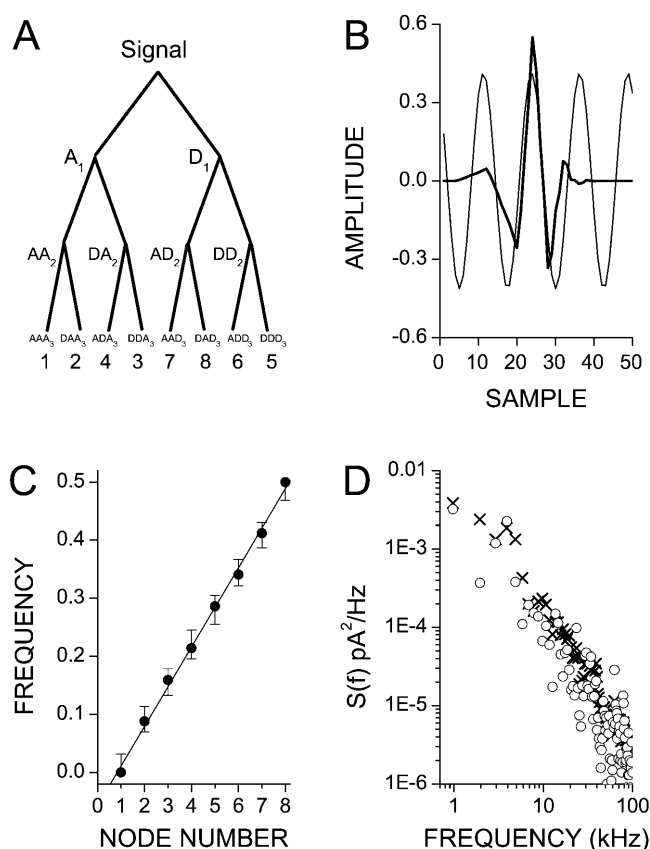 A
Signal
A1 D1
AA2 DA2 AD2 DD2
AAA3 DAA3 ADA3 DDA3 AAD3 DAD3 ADD3 DDD3
1 2 4 3 7 8 6 5
B
0.6
0.3
0.0
-0.3
-0.6
AMPLITUDE
0 10 20 30 40 50
SAMPLE
C
0.5
0.4
0.3
0.2
0.1
0.0
FREQUENCY
0 1 2 3 4 5 6 7 8
NODE NUMBER
D
0.01
1E-3
1E-4
1E-5
1E-6
S(f) pA²/Hz
1 10 100
FREQUENCY (kHz)